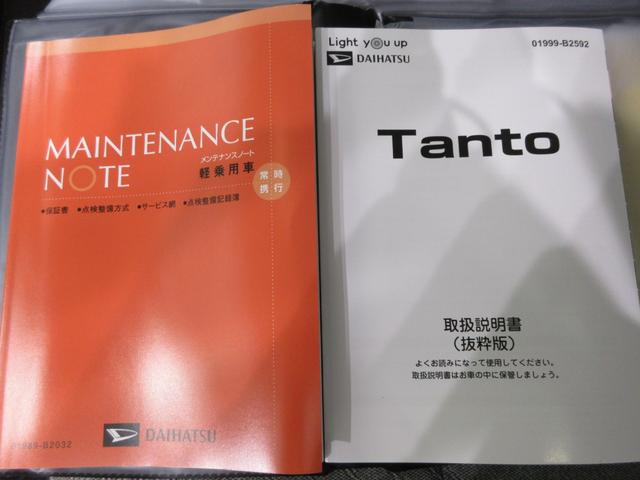 MAINTENANCE
NOTE
メンテナンスノート
軽乗用車
常時
携行
●保証書 ●点検整備方式 ●サービス網 ●点検整備記録簿
01989-B2032
DAIHATSU
Light you up
01999-B2592
DAIHATSU
Tanto
取扱説明書
(抜粋版)
よくお読みになって使用してください。
取扱説明書はお車の中に保管しましょう。